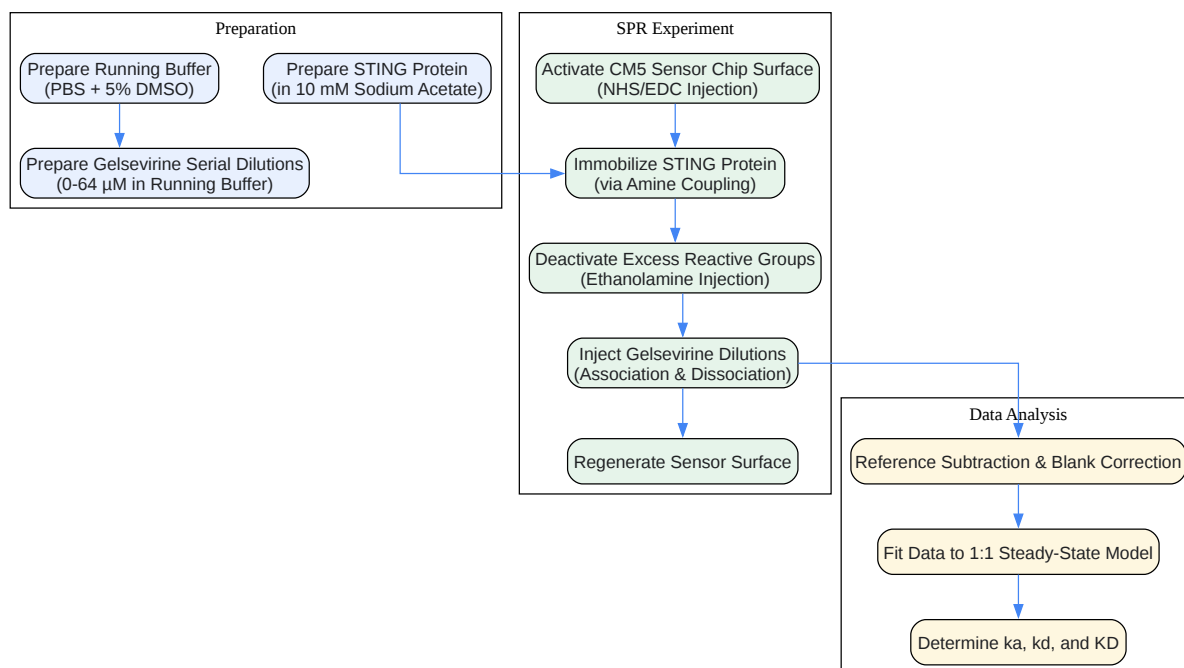 Preparation
Prepare Running Buffer
(PBS + 5% DMSO)
Prepare STING Protein
(in 10 mM Sodium Acetate)
Prepare Gelsevirine Serial Dilutions
(0-64 µM in Running Buffer)
SPR Experiment
Activate CM5 Sensor Chip Surface
(NHS/EDC Injection)
Immobilize STING Protein
(via Amine Coupling)
Deactivate Excess Reactive Groups
(Ethanolamine Injection)
Inject Gelsevirine Dilutions
(Association & Dissociation)
Regenerate Sensor Surface
Data Analysis
Reference Subtraction & Blank Correction
Fit Data to 1:1 Steady-State Model
Determine ka, kd, and KD